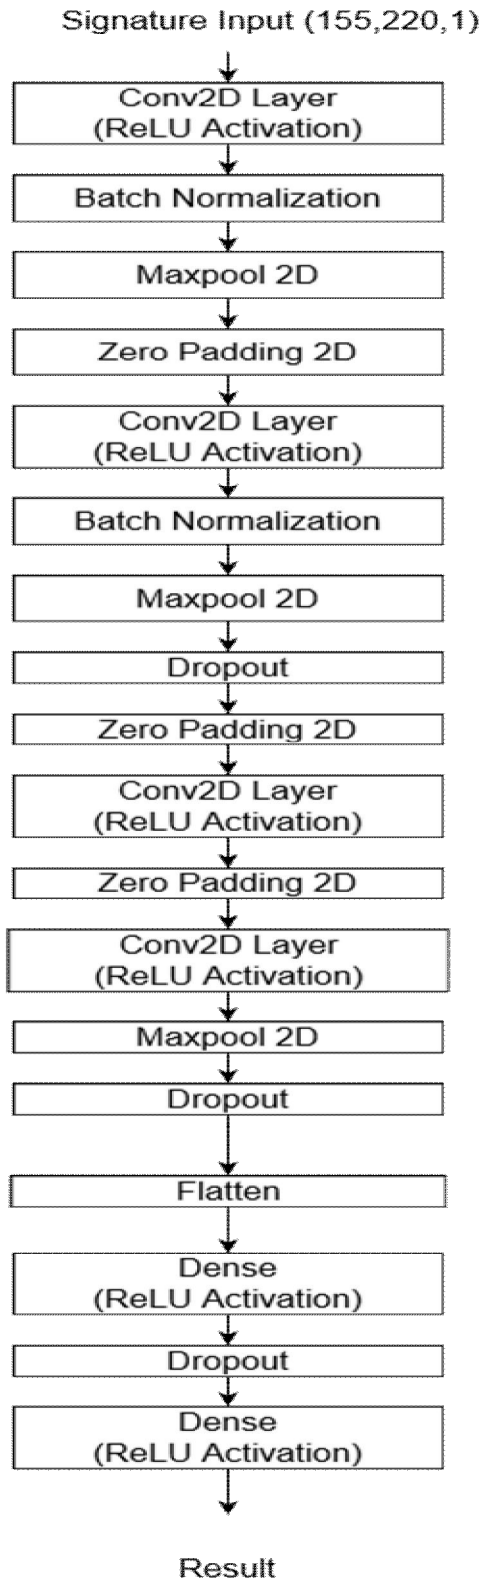 Signature Input (155,220,1)
Conv2D Layer
(ReLU Activation)
Batch Normalization
Maxpool 2D
Zero Padding 2D
Conv2D Layer
(ReLU Activation)
Batch Normalization
Maxpool 2D
Dropout
Zero Padding 2D
Conv2D Layer
(ReLU Activation)
Zero Padding 2D
Conv2D Layer
(ReLU Activation)
Maxpool 2D
Dropout
Flatten
Dense
(ReLU Activation)
Dropout
Dense
(ReLU Activation)
Result